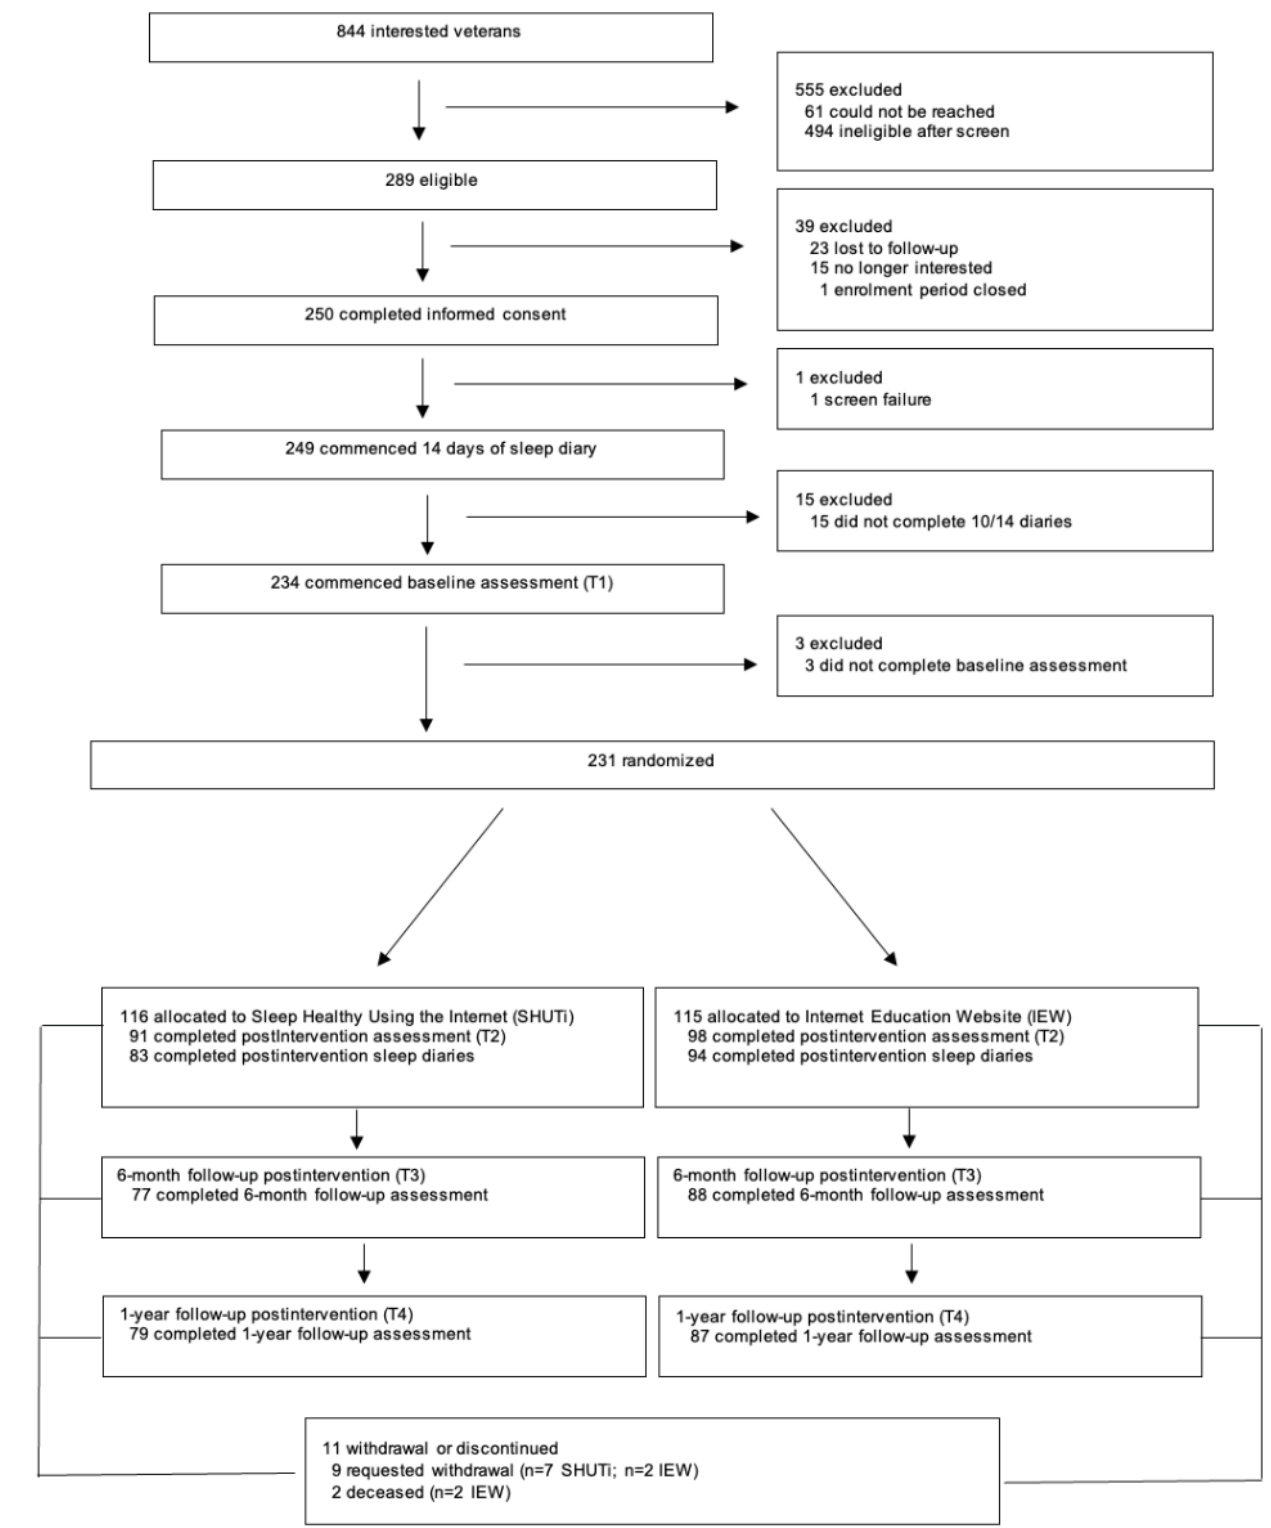 844 interested veterans
555 excluded
61 could not be reached
494 ineligible after screen
289 eligible
39 excluded
23 lost to follow-up
15 no longer interested
1 enrolment period closed
250 completed informed consent
1 excluded
1 screen failure
249 commenced 14 days of sleep diary
15 excluded
15 did not complete 10/14 diaries
234 commenced baseline assessment (T1)
3 excluded
3 did not complete baseline assessment
231 randomized
116 allocated to Sleep Healthy Using the Internet (SHUTi)
91 completed postIntervention assessment (T2)
83 completed postintervention sleep diaries
115 allocated to Internet Education Website (IEW)
98 completed postintervention assessment (T2)
94 completed postintervention sleep diaries
6-month follow-up postintervention (T3)
77 completed 6-month follow-up assessment
6-month follow-up postintervention (T3)
88 completed 6-month follow-up assessment
1-year follow-up postintervention (T4)
79 completed 1-year follow-up assessment
1-year follow-up postintervention (T4)
87 completed 1-year follow-up assessment
11 withdrawal or discontinued
9 requested withdrawal (n=7 SHUTi; n=2 IEW)
2 deceased (n=2 IEW)